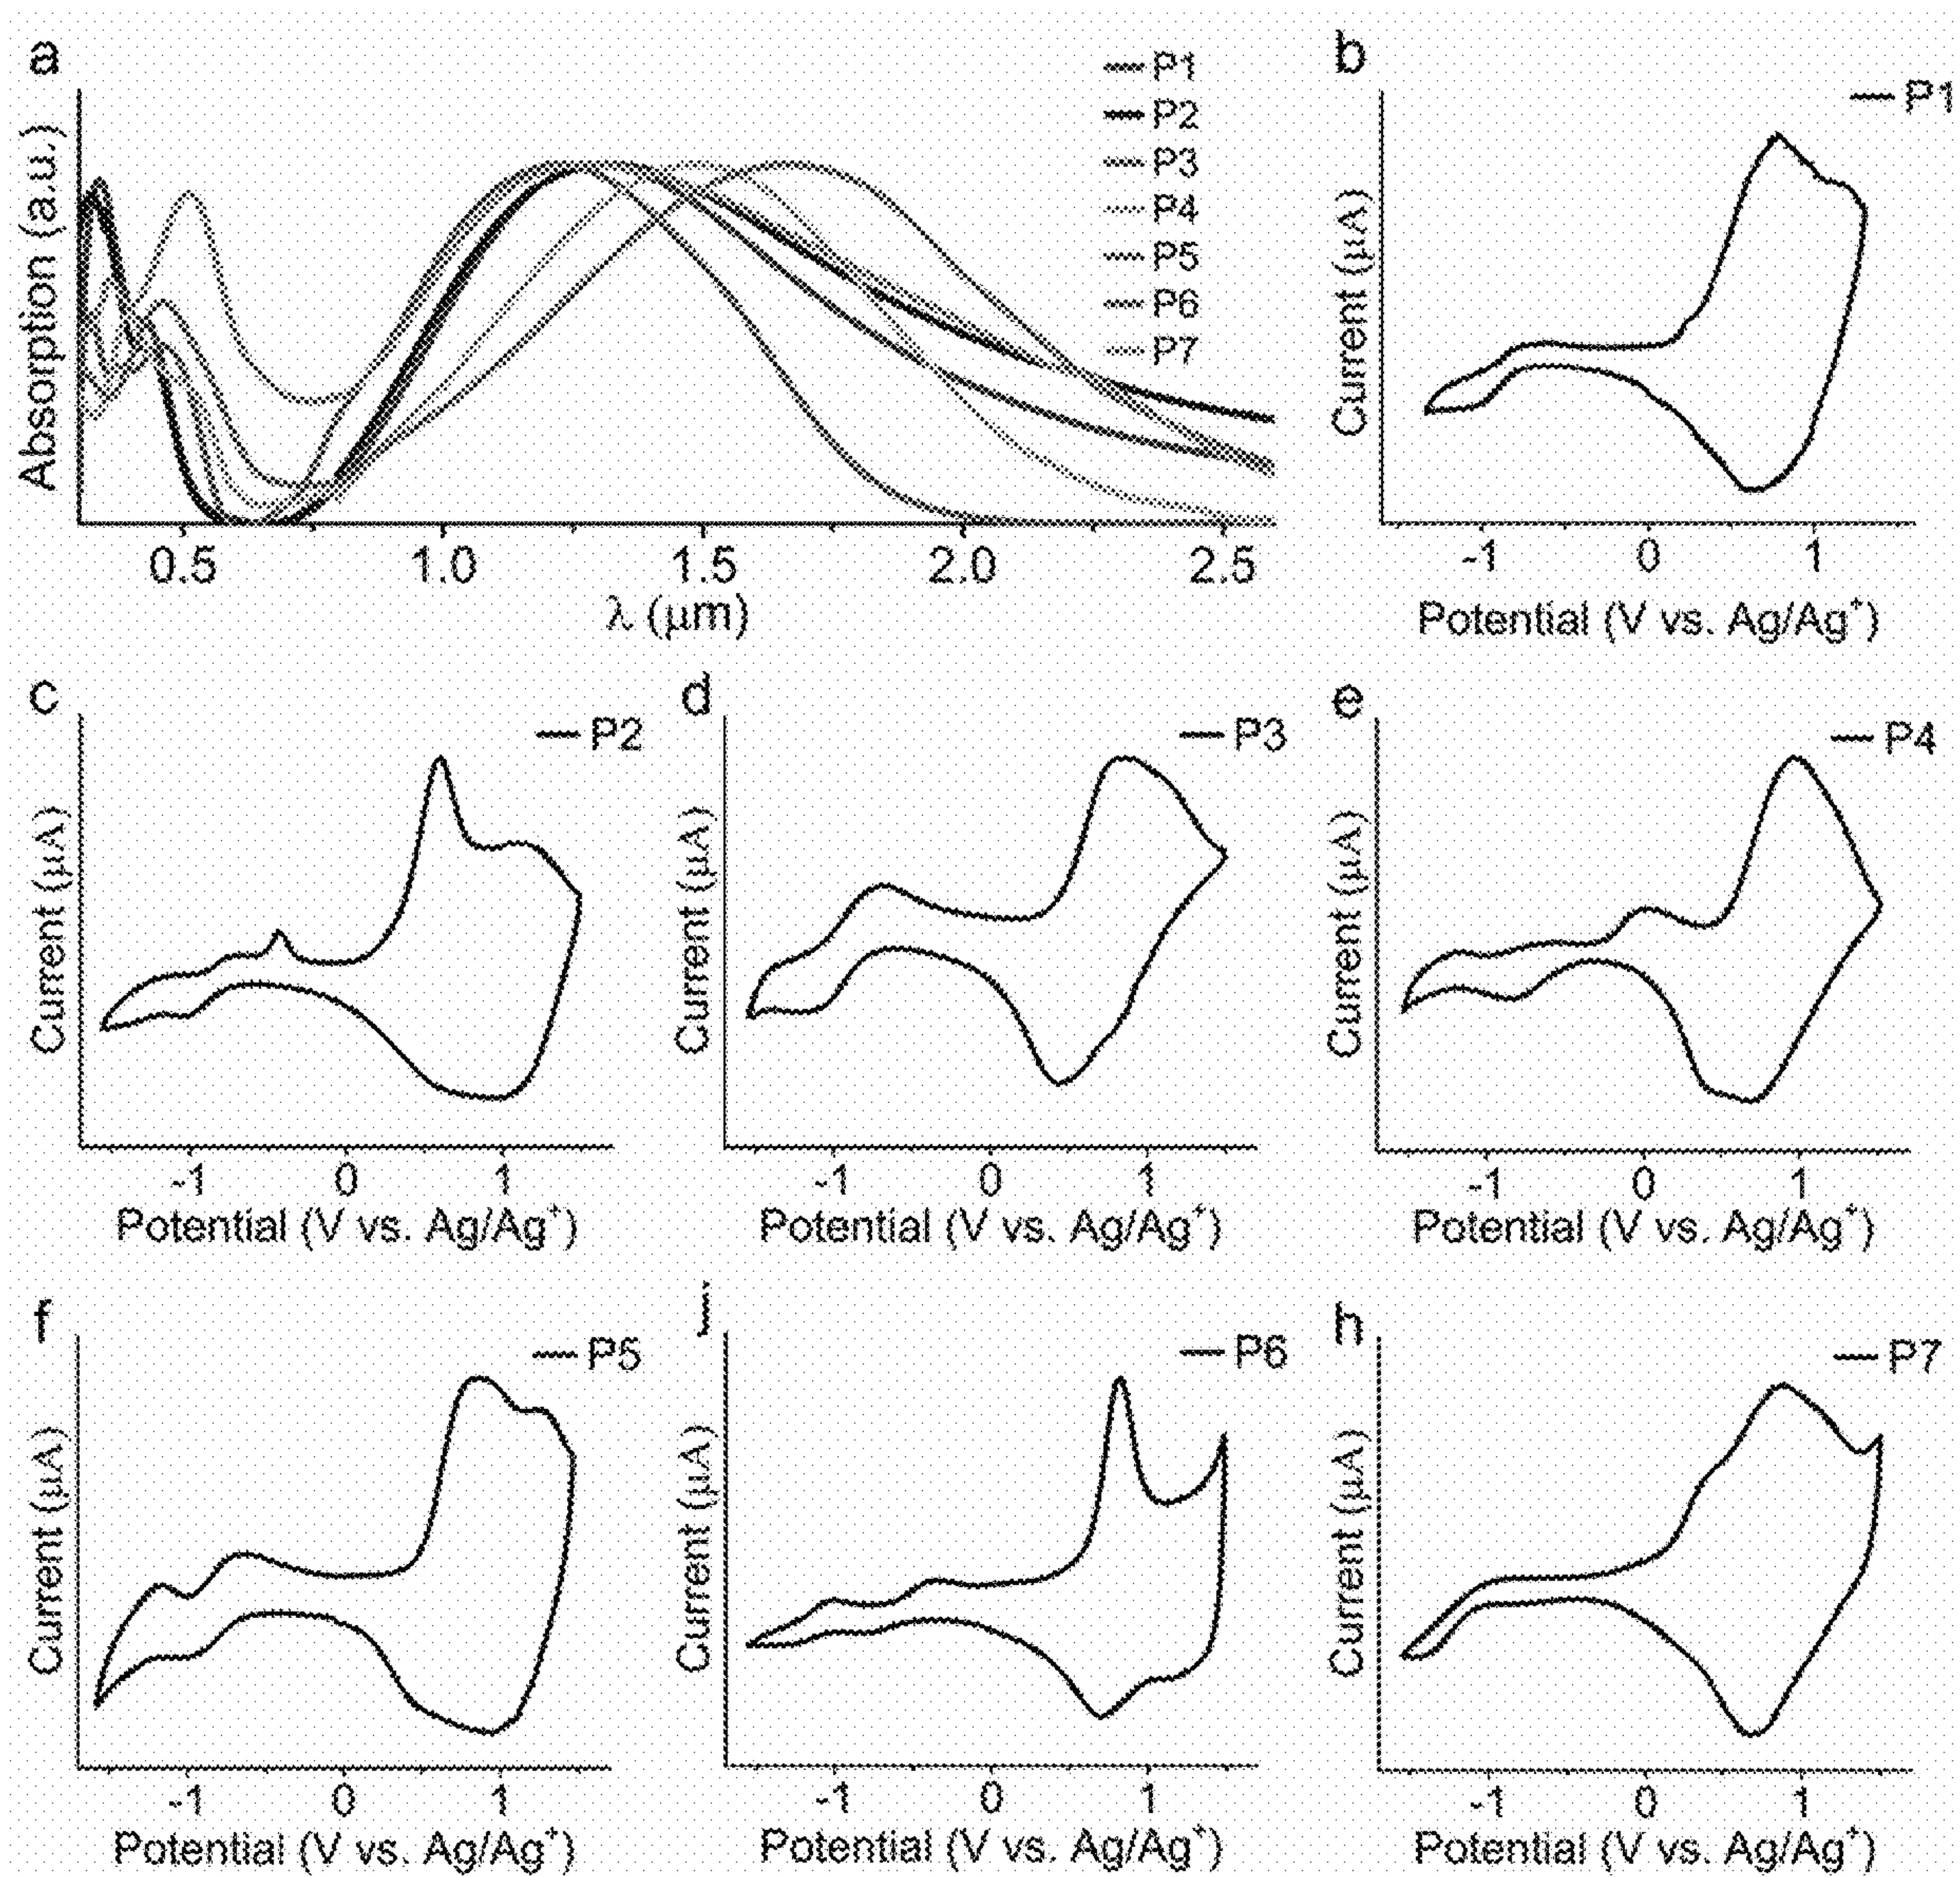 a
P1
P2
P3
P4
P5
P6
P7
Absorption (a.u.)
0.5 1.0 1.5 2.0 2.5
λ (μm)
b
P1
Current (μA)
-1 0 1
Potential (V vs. Ag/Ag⁺)
c
P2
Current (μA)
-1 0 1
Potential (V vs. Ag/Ag⁺)
d
P3
Current (μA)
-1 0 1
Potential (V vs. Ag/Ag⁺)
e
P4
Current (μA)
-1 0 1
Potential (V vs. Ag/Ag⁺)
f
P5
Current (μA)
-1 0 1
Potential (V vs. Ag/Ag⁺)
j
P6
Current (μA)
-1 0 1
Potential (V vs. Ag/Ag⁺)
h
P7
Current (μA)
-1 0 1
Potential (V vs. Ag/Ag⁺)